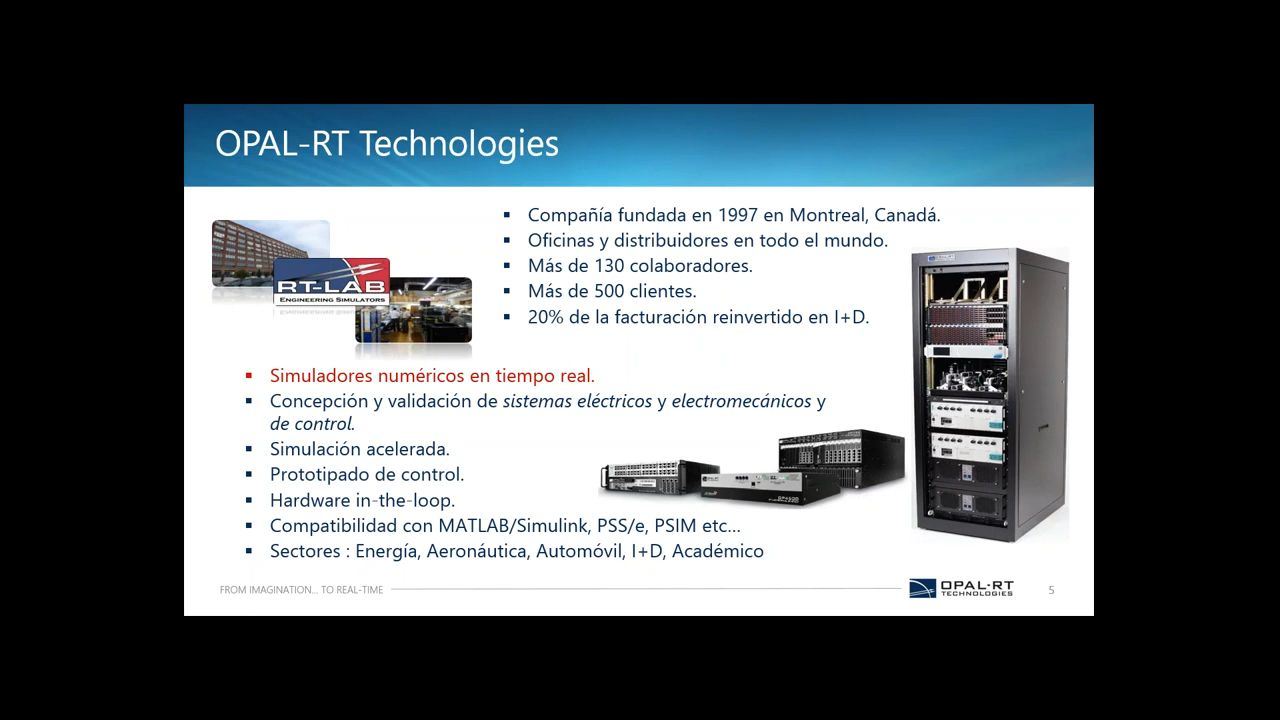 OPAL-RT Technologies
▪ Compañía fundada en 1997 en Montreal, Canadá.
▪ Oficinas y distribuidores en todo el mundo.
▪ Más de 130 colaboradores.
▪ Más de 500 clientes.
▪ 20% de la facturación reinvertido en I+D.
RT-LAB
ENGINEERING SIMULATORS
▪ Simuladores numéricos en tiempo real.
▪ Concepción y validación de sistemas eléctricos y electromecánicos y
de control.
▪ Simulación acelerada.
▪ Prototipado de control.
▪ Hardware in-the-loop.
▪ Compatibilidad con MATLAB/Simulink, PSS/e, PSIM etc...
▪ Sectores : Energía, Aeronáutica, Automóvil, I+D, Académico
FROM IMAGINATION... TO REAL-TIME
OPAL-RT
TECHNOLOGIES
5